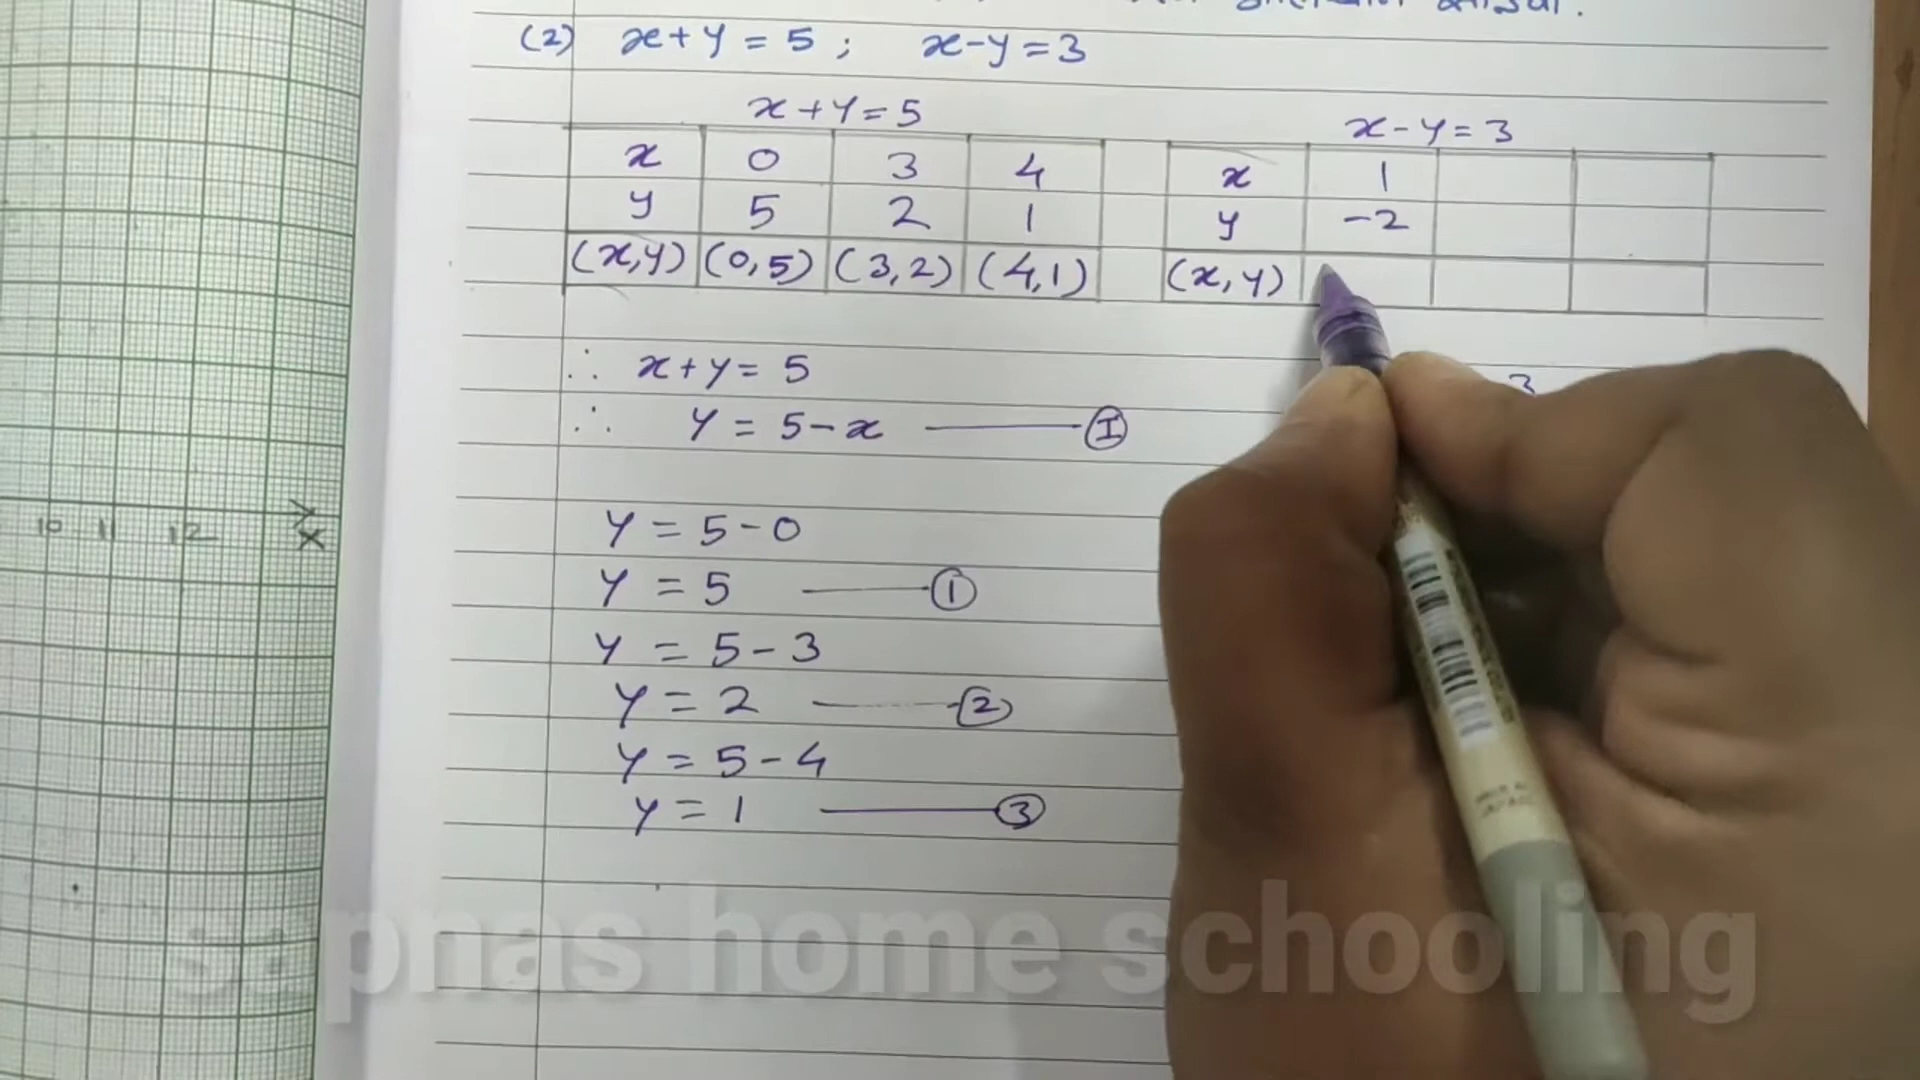 (2) x+y = 5 ; x-y = 3
x+y = 5
x 0 3 4
y 5 2 1
(x,y) (0,5) (3,2) (4,1)
x-y = 3
x 1
y -2
(x,y)
∴ x+y = 5
∴ y = 5-x ——— I
3
y = 5-0
y = 5 ——— 1
y = 5-3
y = 2 ——— 2
y = 5-4
y = 1 ——— 3
10 11 12 X
sapnas home schooling